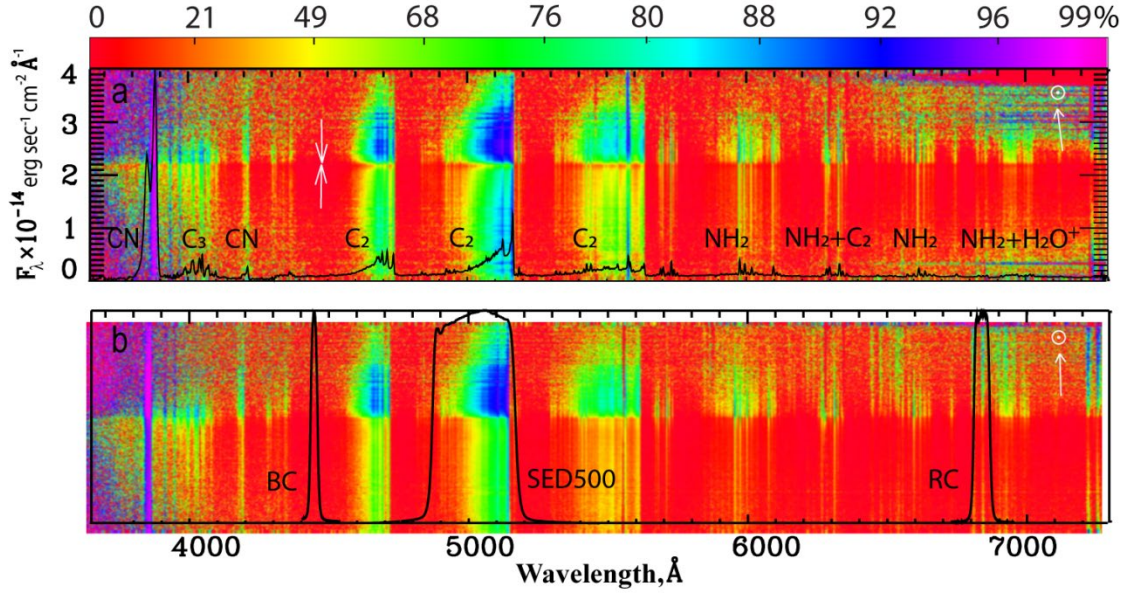 0 21 49 68 76 80 88 92 96 99%
a
4
3
2
1
0
F_λ×10⁻¹⁴ erg sec⁻¹ cm⁻² Å⁻¹
CN C₃ CN C₂ C₂ C₂ NH₂ NH₂+C₂ NH₂ NH₂+H₂O⁺
b
BC SED500 RC
4000 5000 6000 7000
Wavelength,Å